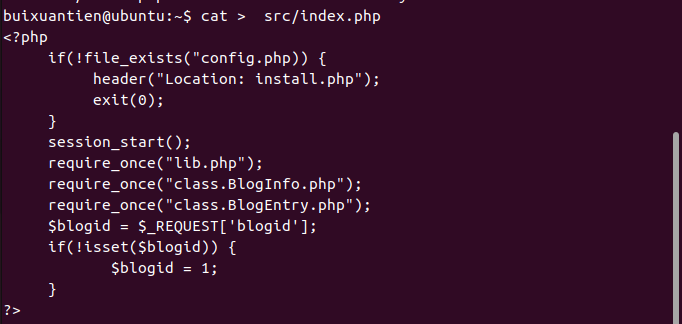 buixuantien@ubuntu:~$ cat >  src/index.php
<?php
     if(!file_exists("config.php)) {
          header("Location: install.php");
          exit(0);
     }
     session_start();
     require_once("lib.php");
     require_once("class.BlogInfo.php");
     require_once("class.BlogEntry.php");
     $blogid = $_REQUEST['blogid'];
     if(!isset($blogid)) {
            $blogid = 1;
     }
?>